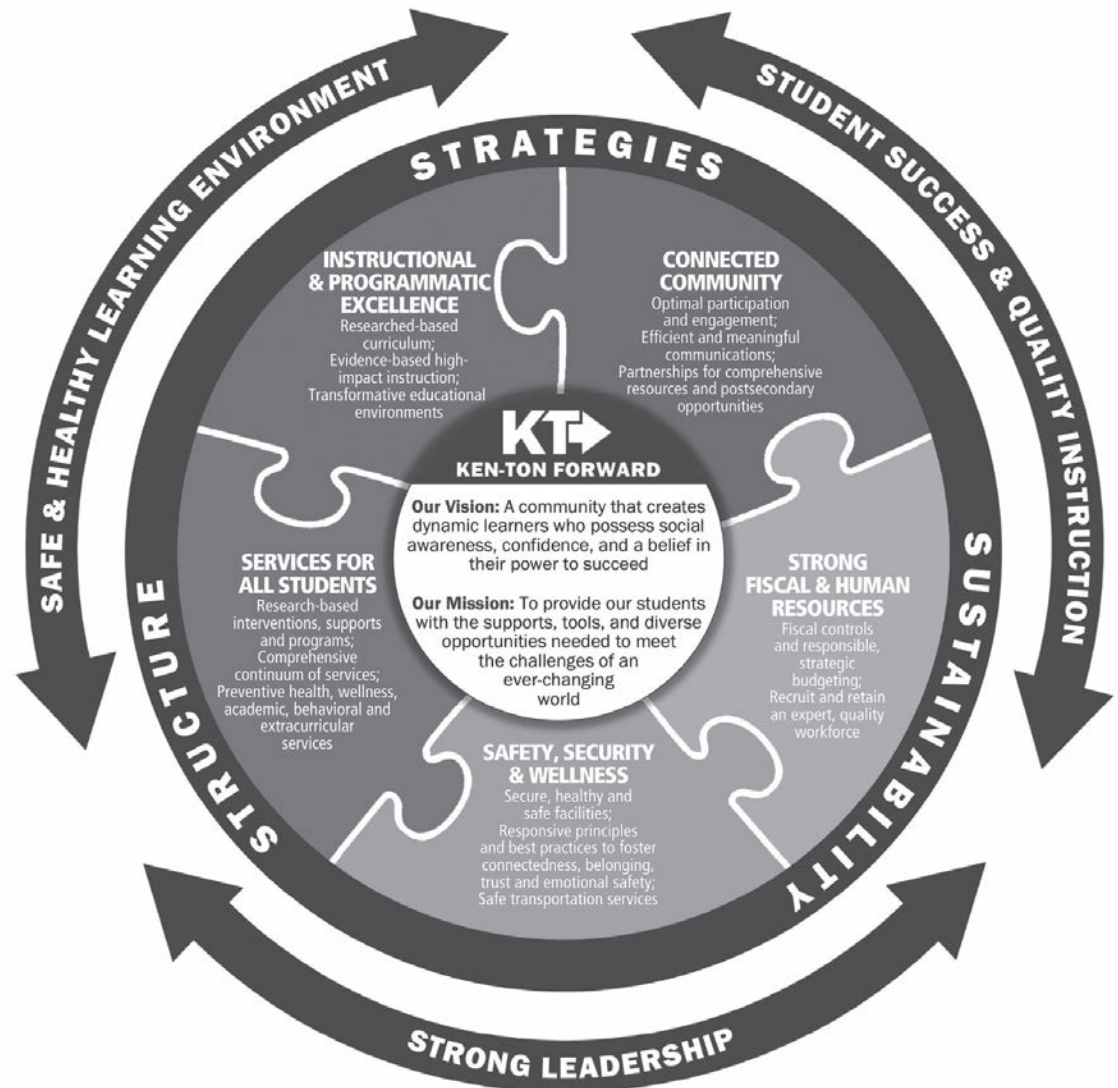 SAFE & HEALTHY LEARNING ENVIRONMENT
STUDENT SUCCESS & QUALITY INSTRUCTION
STRATEGIES
INSTRUCTIONAL
& PROGRAMMATIC
EXCELLENCE
Researched-based
curriculum;
Evidence-based high-
impact instruction;
Transformative educational
environments
CONNECTED
COMMUNITY
Optimal participation
and engagement;
Efficient and meaningful
communications;
Partnerships for comprehensive
resources and postsecondary
opportunities
KT
KEN-TON FORWARD
Our Vision: A community that creates
dynamic learners who possess social
awareness, confidence, and a belief in
their power to succeed
Our Mission: To provide our students
with the supports, tools, and diverse
opportunities needed to meet
the challenges of an
ever-changing
world
SERVICES FOR
ALL STUDENTS
Research-based
interventions, supports
and programs;
Comprehensive
continuum of services;
Preventive health, wellness,
academic, behavioral and
extracurricular
services
STRONG
FISCAL & HUMAN
RESOURCES
Fiscal controls
and responsible,
strategic
budgeting;
Recruit and retain
an expert, quality
workforce
SAFETY, SECURITY
& WELLNESS
Secure, healthy and
safe facilities;
Responsive principles
and best practices to foster
connectedness, belonging,
trust and emotional safety;
Safe transportation services
STRUCTURE
SUSTAINABILITY
STRONG LEADERSHIP